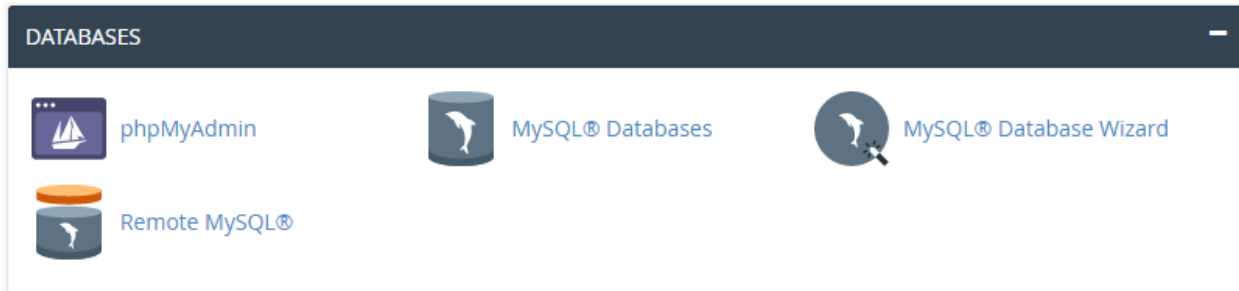 DATABASES
phpMyAdmin
MySQL® Databases
MySQL® Database Wizard
Remote MySQL®